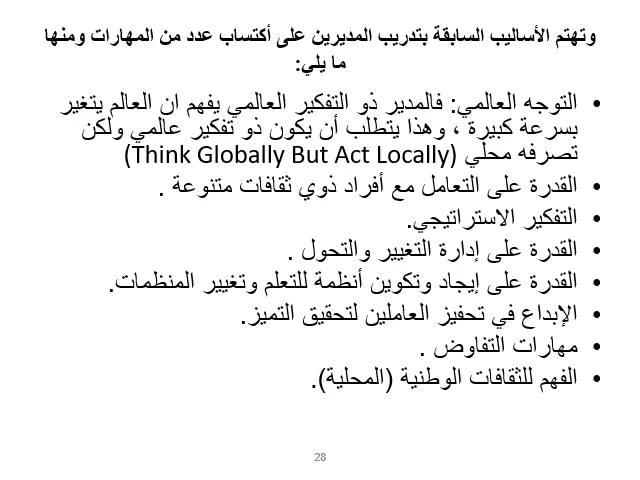 وتهتم الأساليب السابقة بتدريب المديرين على أكتساب عدد من المهارات ومنها
ما يلي:
• التوجه العالمي: فالمدير ذو التفكير العالمي يفهم ان العالم يتغير
بسرعة كبيرة ، وهذا يتطلب أن يكون ذو تفكير عالمي ولكن
تصرفه محلي (Think Globally But Act Locally)
• القدرة على التعامل مع أفراد ذوي ثقافات متنوعة .
• التفكير الاستراتيجي.
• القدرة على إدارة التغيير والتحول .
• القدرة على إيجاد وتكوين أنظمة للتعلم وتغيير المنظمات.
• الإبداع في تحفيز العاملين لتحقيق التميز.
• مهارات التفاوض .
• الفهم للثقافات الوطنية (المحلية).
28